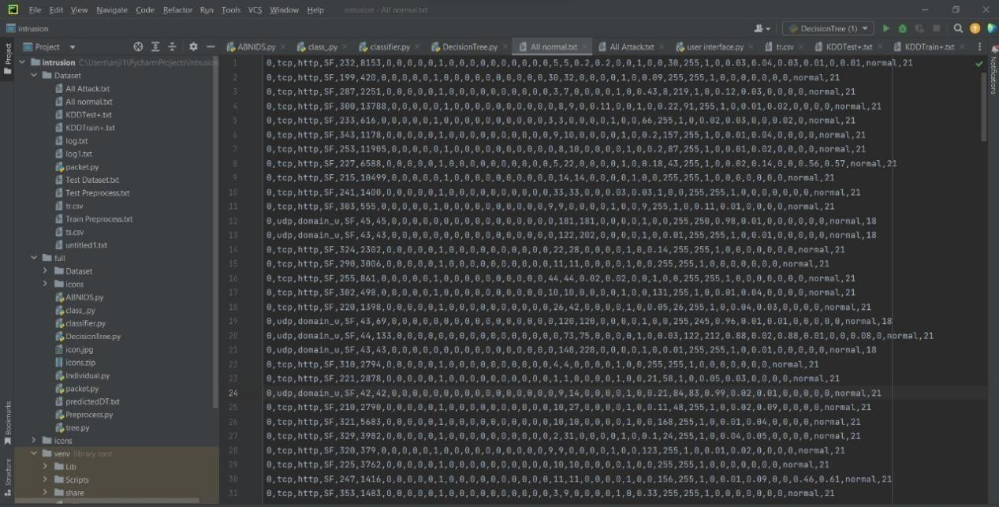 File Edit View Navigate Code Refactor Run Tools VCS Window Help intrusion - All normal.txt
intrusion DecisionTree (1)
Project ABNIDS.py class_.py classifier.py DecisionTree.py All normal.txt All Attack.txt user interface.py tr.csv KDDTest+.txt KDDTrain+.txt
Project
Notifications
Bookmarks
Structure
intrusion C:\Users\anji1\PycharmProjects\intrusion
Dataset
All Attack.txt
All normal.txt
KDDTest+.txt
KDDTrain+.txt
log.txt
log1.txt
packet.py
Test Dataset.txt
Test Preprocess.txt
tr.csv
Train Preprocess.txt
ts.csv
untitled1.txt
full
Dataset
icons
ABNIDS.py
class_.py
classifier.py
DecisionTree.py
icon.jpg
icons.zip
Individual.py
packet.py
predictedDT.txt
Preprocess.py
tree.py
icons
venv library root
Lib
Scripts
share
1 0,tcp,http,SF,232,8153,0,0,0,0,0,1,0,0,0,0,0,0,0,0,0,0,5,5,0.2,0.2,0,0,1,0,0,30,255,1,0,0.03,0.04,0.03,0.01,0,0.01,normal,21
2 0,tcp,http,SF,199,420,0,0,0,0,0,1,0,0,0,0,0,0,0,0,0,0,30,32,0,0,0,0,1,0,0.09,255,255,1,0,0,0,0,0,0,0,normal,21
3 0,tcp,http,SF,287,2251,0,0,0,0,0,1,0,0,0,0,0,0,0,0,0,0,3,7,0,0,0,0,1,0,0.43,8,219,1,0,0.12,0.03,0,0,0,0,normal,21
4 0,tcp,http,SF,300,13788,0,0,0,0,0,1,0,0,0,0,0,0,0,0,0,0,8,9,0,0.11,0,0,1,0,0.22,91,255,1,0,0.01,0.02,0,0,0,0,normal,21
5 0,tcp,http,SF,233,616,0,0,0,0,0,1,0,0,0,0,0,0,0,0,0,0,3,3,0,0,0,0,1,0,0,66,255,1,0,0.02,0.03,0,0,0.02,0,normal,21
6 0,tcp,http,SF,343,1178,0,0,0,0,0,1,0,0,0,0,0,0,0,0,0,0,9,10,0,0,0,0,1,0,0.2,157,255,1,0,0.01,0.04,0,0,0,0,normal,21
7 0,tcp,http,SF,253,11905,0,0,0,0,0,1,0,0,0,0,0,0,0,0,0,0,8,10,0,0,0,0,1,0,0.2,87,255,1,0,0.01,0.02,0,0,0,0,normal,21
8 0,tcp,http,SF,227,6588,0,0,0,0,0,1,0,0,0,0,0,0,0,0,0,0,5,22,0,0,0,0,1,0,0.18,43,255,1,0,0.02,0.14,0,0,0.56,0.57,normal,21
9 0,tcp,http,SF,215,10499,0,0,0,0,0,1,0,0,0,0,0,0,0,0,0,0,14,14,0,0,0,0,1,0,0,255,255,1,0,0,0,0,0,0,0,normal,21
10 0,tcp,http,SF,241,1400,0,0,0,0,0,1,0,0,0,0,0,0,0,0,0,0,33,33,0,0,0.03,0.03,1,0,0,255,255,1,0,0,0,0,0,0,0,normal,21
11 0,tcp,http,SF,303,555,0,0,0,0,0,1,0,0,0,0,0,0,0,0,0,0,9,9,0,0,0,0,1,0,0,9,255,1,0,0.11,0.01,0,0,0,0,normal,21
12 0,udp,domain_u,SF,45,45,0,0,0,0,0,0,0,0,0,0,0,0,0,0,0,0,181,181,0,0,0,0,1,0,0,255,250,0.98,0.01,0,0,0,0,0,0,normal,18
13 0,udp,domain_u,SF,43,43,0,0,0,0,0,0,0,0,0,0,0,0,0,0,0,0,122,202,0,0,0,0,1,0,0.01,255,255,1,0,0.01,0,0,0,0,0,normal,18
14 0,tcp,http,SF,324,2302,0,0,0,0,0,1,0,0,0,0,0,0,0,0,0,0,22,28,0,0,0,0,1,0,0.14,255,255,1,0,0,0,0,0,0,0,normal,21
15 0,tcp,http,SF,290,3006,0,0,0,0,0,1,0,0,0,0,0,0,0,0,0,0,11,11,0,0,0,0,1,0,0,255,255,1,0,0,0,0,0,0,0,normal,21
16 0,tcp,http,SF,255,861,0,0,0,0,0,1,0,0,0,0,0,0,0,0,0,0,44,44,0.02,0.02,0,0,1,0,0,255,255,1,0,0,0,0,0,0,0,normal,21
17 0,tcp,http,SF,302,498,0,0,0,0,0,1,0,0,0,0,0,0,0,0,0,0,10,10,0,0,0,0,1,0,0,131,255,1,0,0.01,0.04,0,0,0,0,normal,21
18 0,tcp,http,SF,220,1398,0,0,0,0,0,1,0,0,0,0,0,0,0,0,0,0,26,42,0,0,0,0,1,0,0.05,26,255,1,0,0.04,0.03,0,0,0,0,normal,21
19 0,udp,domain_u,SF,43,69,0,0,0,0,0,0,0,0,0,0,0,0,0,0,0,0,120,120,0,0,0,0,1,0,0,255,245,0.96,0.01,0.01,0,0,0,0,0,normal,18
20 0,udp,domain_u,SF,44,133,0,0,0,0,0,0,0,0,0,0,0,0,0,0,0,0,73,75,0,0,0,0,1,0,0.03,122,212,0.88,0.02,0.88,0.01,0,0,0.08,0,normal,21
21 0,udp,domain_u,SF,43,43,0,0,0,0,0,0,0,0,0,0,0,0,0,0,0,0,148,228,0,0,0,0,1,0,0.01,255,255,1,0,0.01,0,0,0,0,0,normal,18
22 0,tcp,http,SF,310,2794,0,0,0,0,0,1,0,0,0,0,0,0,0,0,0,0,4,4,0,0,0,0,1,0,0,255,255,1,0,0,0,0,0,0,0,normal,21
23 0,tcp,http,SF,221,2878,0,0,0,0,0,1,0,0,0,0,0,0,0,0,0,0,1,1,0,0,0,0,1,0,0,21,58,1,0,0.05,0.03,0,0,0,0,normal,21
24 0,udp,domain_u,SF,42,42,0,0,0,0,0,0,0,0,0,0,0,0,0,0,0,0,9,14,0,0,0,0,1,0,0.21,84,83,0.99,0.02,0.01,0,0,0,0,0,normal,21
25 0,tcp,http,SF,210,2790,0,0,0,0,0,1,0,0,0,0,0,0,0,0,0,0,10,27,0,0,0,0,1,0,0.11,48,255,1,0,0.02,0.09,0,0,0,0,normal,21
26 0,tcp,http,SF,321,5683,0,0,0,0,0,1,0,0,0,0,0,0,0,0,0,0,10,10,0,0,0,0,1,0,0,168,255,1,0,0.01,0.04,0,0,0,0,normal,21
27 0,tcp,http,SF,329,3982,0,0,0,0,0,1,0,0,0,0,0,0,0,0,0,0,2,31,0,0,0,0,1,0,0.1,24,255,1,0,0.04,0.05,0,0,0,0,normal,21
28 0,tcp,http,SF,320,379,0,0,0,0,0,1,0,0,0,0,0,0,0,0,0,0,9,9,0,0,0,0,1,0,0,123,255,1,0,0.01,0.02,0,0,0,0,normal,21
29 0,tcp,http,SF,225,3762,0,0,0,0,0,1,0,0,0,0,0,0,0,0,0,0,10,10,0,0,0,0,1,0,0,255,255,1,0,0,0,0,0,0,0,normal,21
30 0,tcp,http,SF,247,1416,0,0,0,0,0,1,0,0,0,0,0,0,0,0,0,0,11,11,0,0,0,0,1,0,0,156,255,1,0,0.01,0.09,0,0,0.46,0.61,normal,21
31 0,tcp,http,SF,353,1483,0,0,0,0,0,1,0,0,0,0,0,0,0,0,0,0,3,9,0,0,0,0,1,0,0.33,255,255,1,0,0,0,0,0,0,0,normal,21